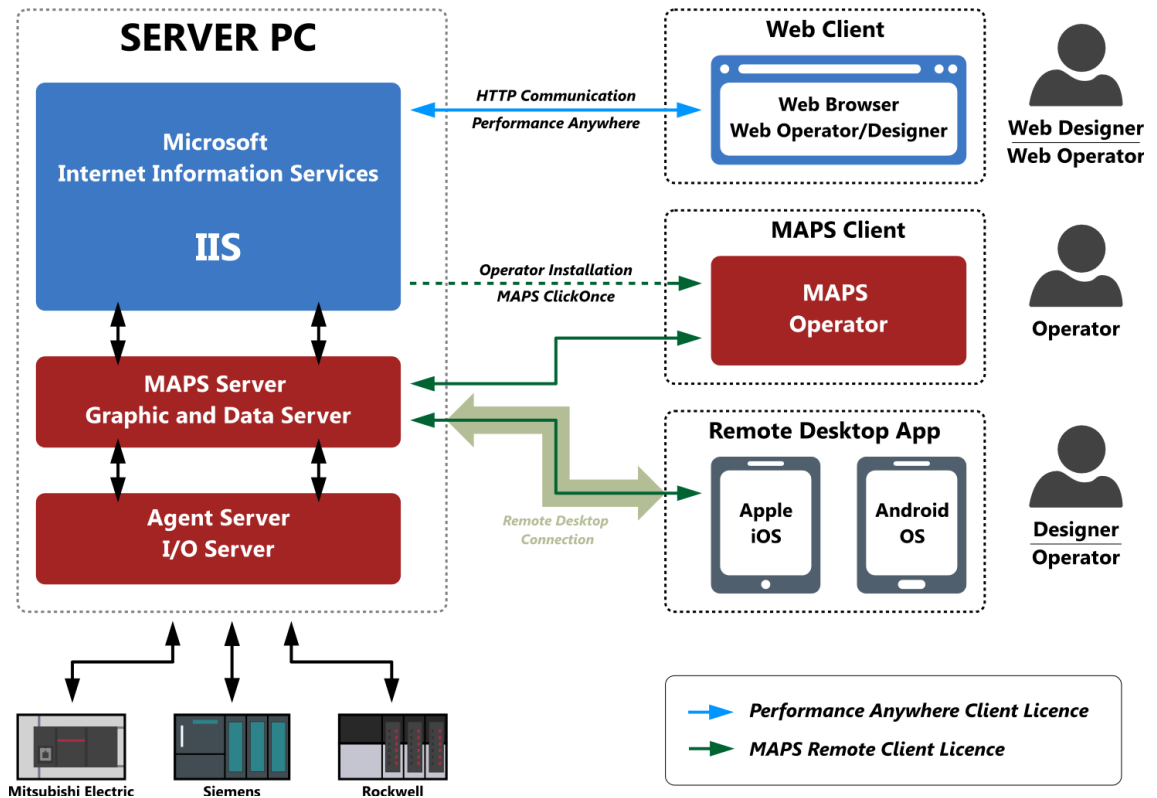 SERVER PC
Microsoft
Internet Information Services
IIS
MAPS Server
Graphic and Data Server
Agent Server
I/O Server
HTTP Communication
Performance Anywhere
Operator Installation
MAPS ClickOnce
Remote Desktop
Connection
Web Client
Web Browser
Web Operator/Designer
Web Designer
Web Operator
MAPS Client
MAPS
Operator
Operator
Remote Desktop App
Apple
iOS
Android
OS
Designer
Operator
Mitsubishi Electric
Siemens
Rockwell
Performance Anywhere Client Licence
MAPS Remote Client Licence